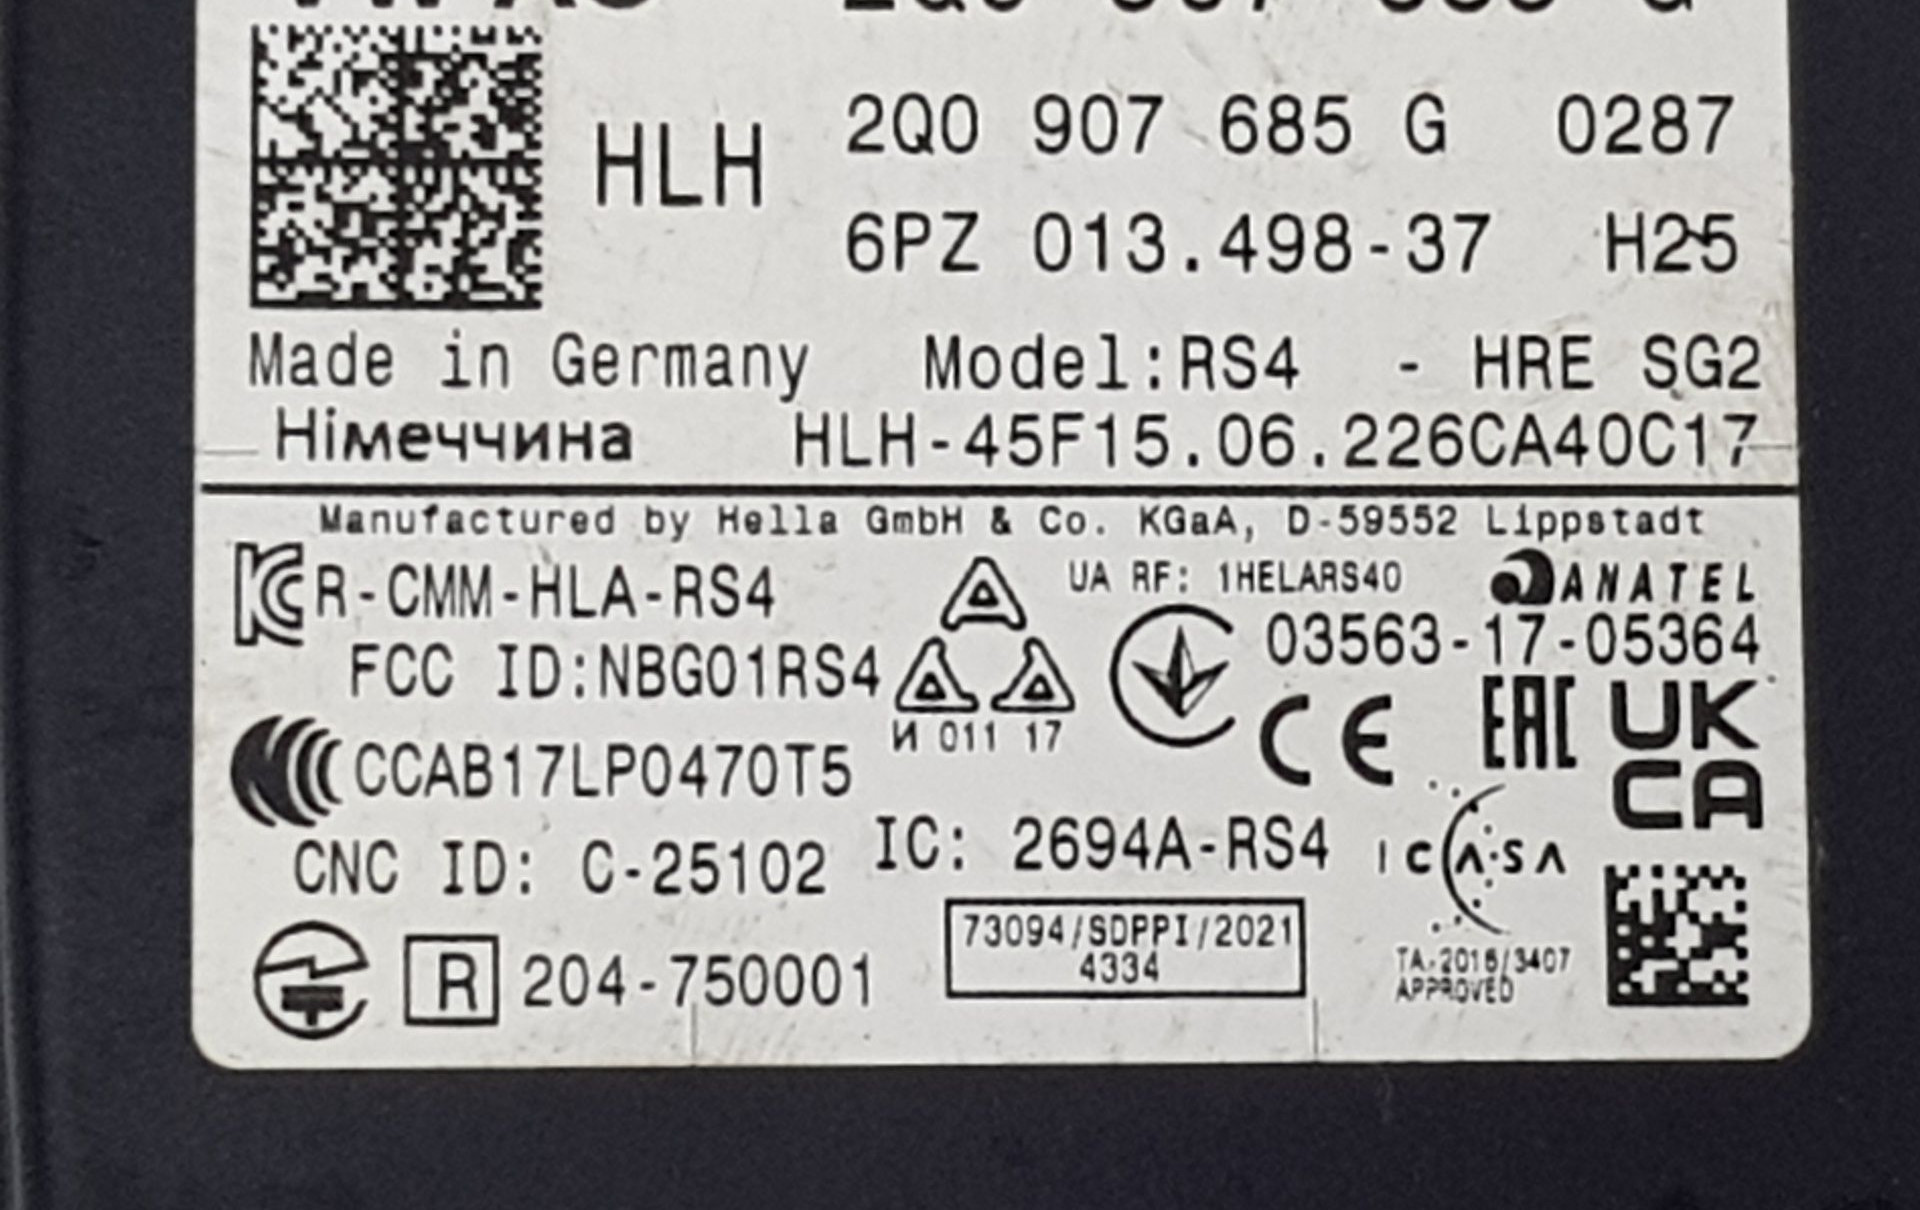 HLH
2Q0 907 685 G 0287
6PZ 013.498-37 H25
Made in Germany Model:RS4 - HRE SG2
Німеччина HLH-45F15.06.226CA40C17
Manufactured by Hella GmbH & Co. KGaA, D-59552 Lippstadt
R-CMM-HLA-RS4
UA RF: 1HELARS40
ANATEL
03563-17-05364
FCC ID:NBG01RS4
И 011 17
CE
EAC
UK
CA
CCAB17LP0470T5
CNC ID: C-25102
IC: 2694A-RS4
ICASA
R 204-750001
73094/SDPPI/2021
4334
TA-2016/3407
APPROVED